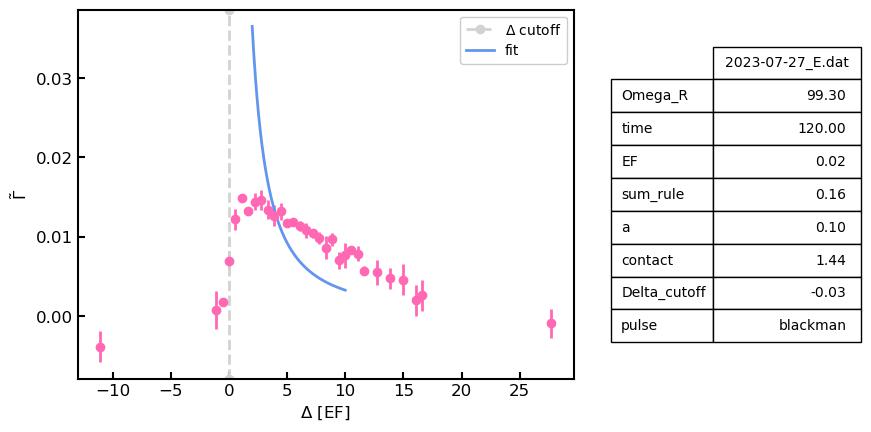 Δ cutoff
fit
0.03
0.02
0.01
0.00
Γ̃
−10 −5 0 5 10 15 20 25
Δ [EF]
2023-07-27_E.dat
Omega_R 99.30
time 120.00
EF 0.02
sum_rule 0.16
a 0.10
contact 1.44
Delta_cutoff -0.03
pulse blackman